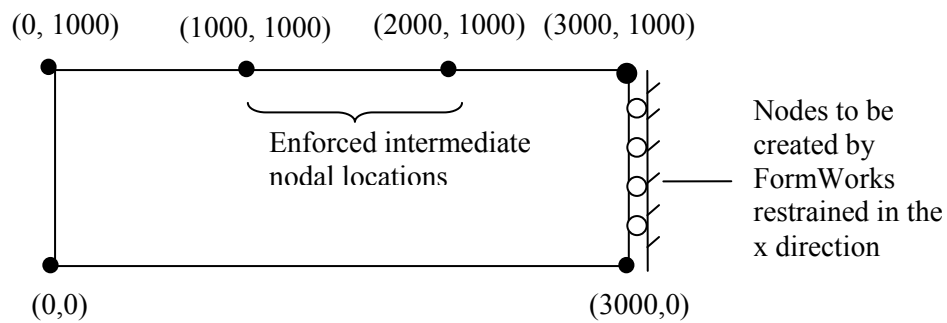 (0, 1000)
(1000, 1000)
(2000, 1000)
(3000, 1000)
Enforced intermediate
nodal locations
Nodes to be
created by
FormWorks
restrained in the
x direction
(0,0)
(3000,0)